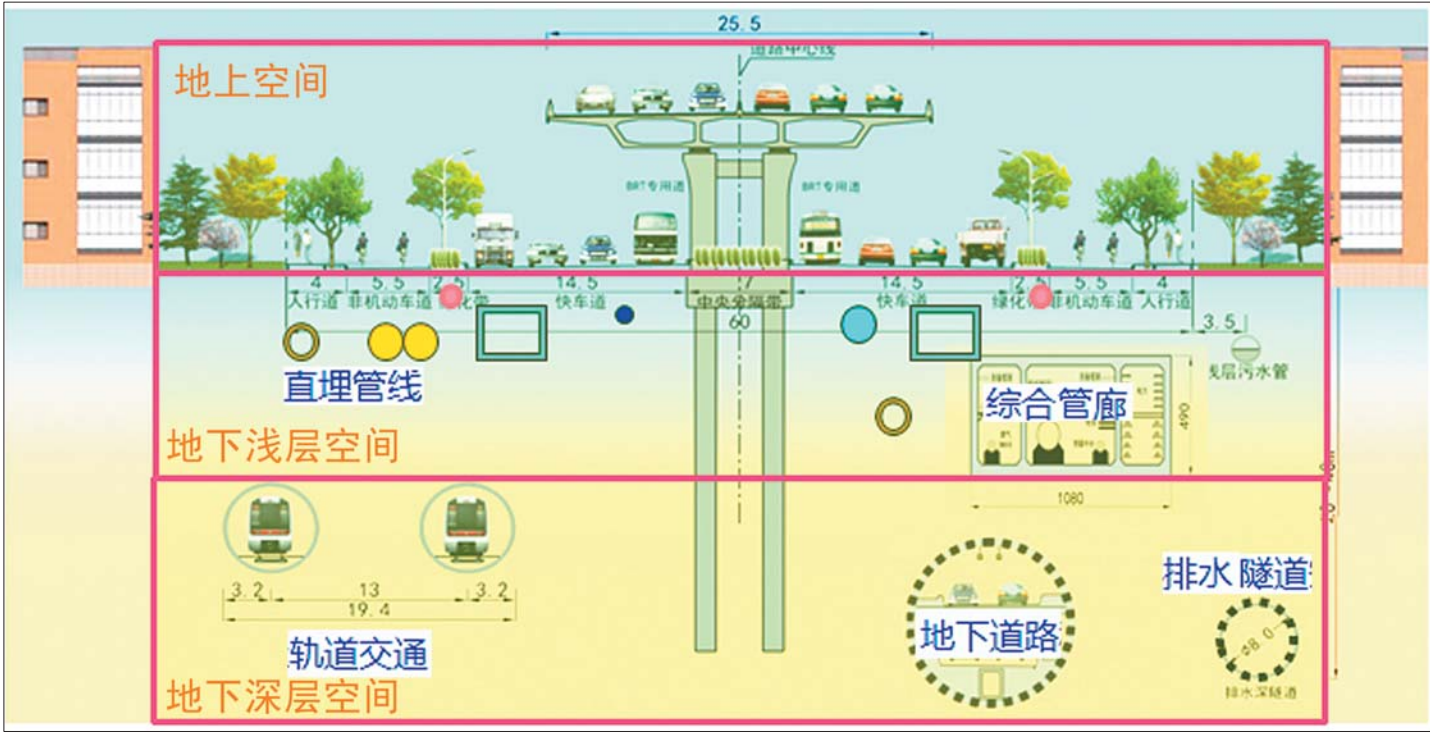 25.5
道路中心线
地上空间
BRT专用道
BRT专用道
4
5.5
2.5
14.5
7
14.5
2.5
5.5
4
人行道
非机动车道
快车道
中央分隔带
快车道
非机动车道
人行道
60
3.5
浅层污水管
直埋管线
综合管廊
490
地下浅层空间
1080
3.2
13
3.2
19.4
轨道交通
地下道路
排水 隧道
φ8.0
排水深隧道
地下深层空间